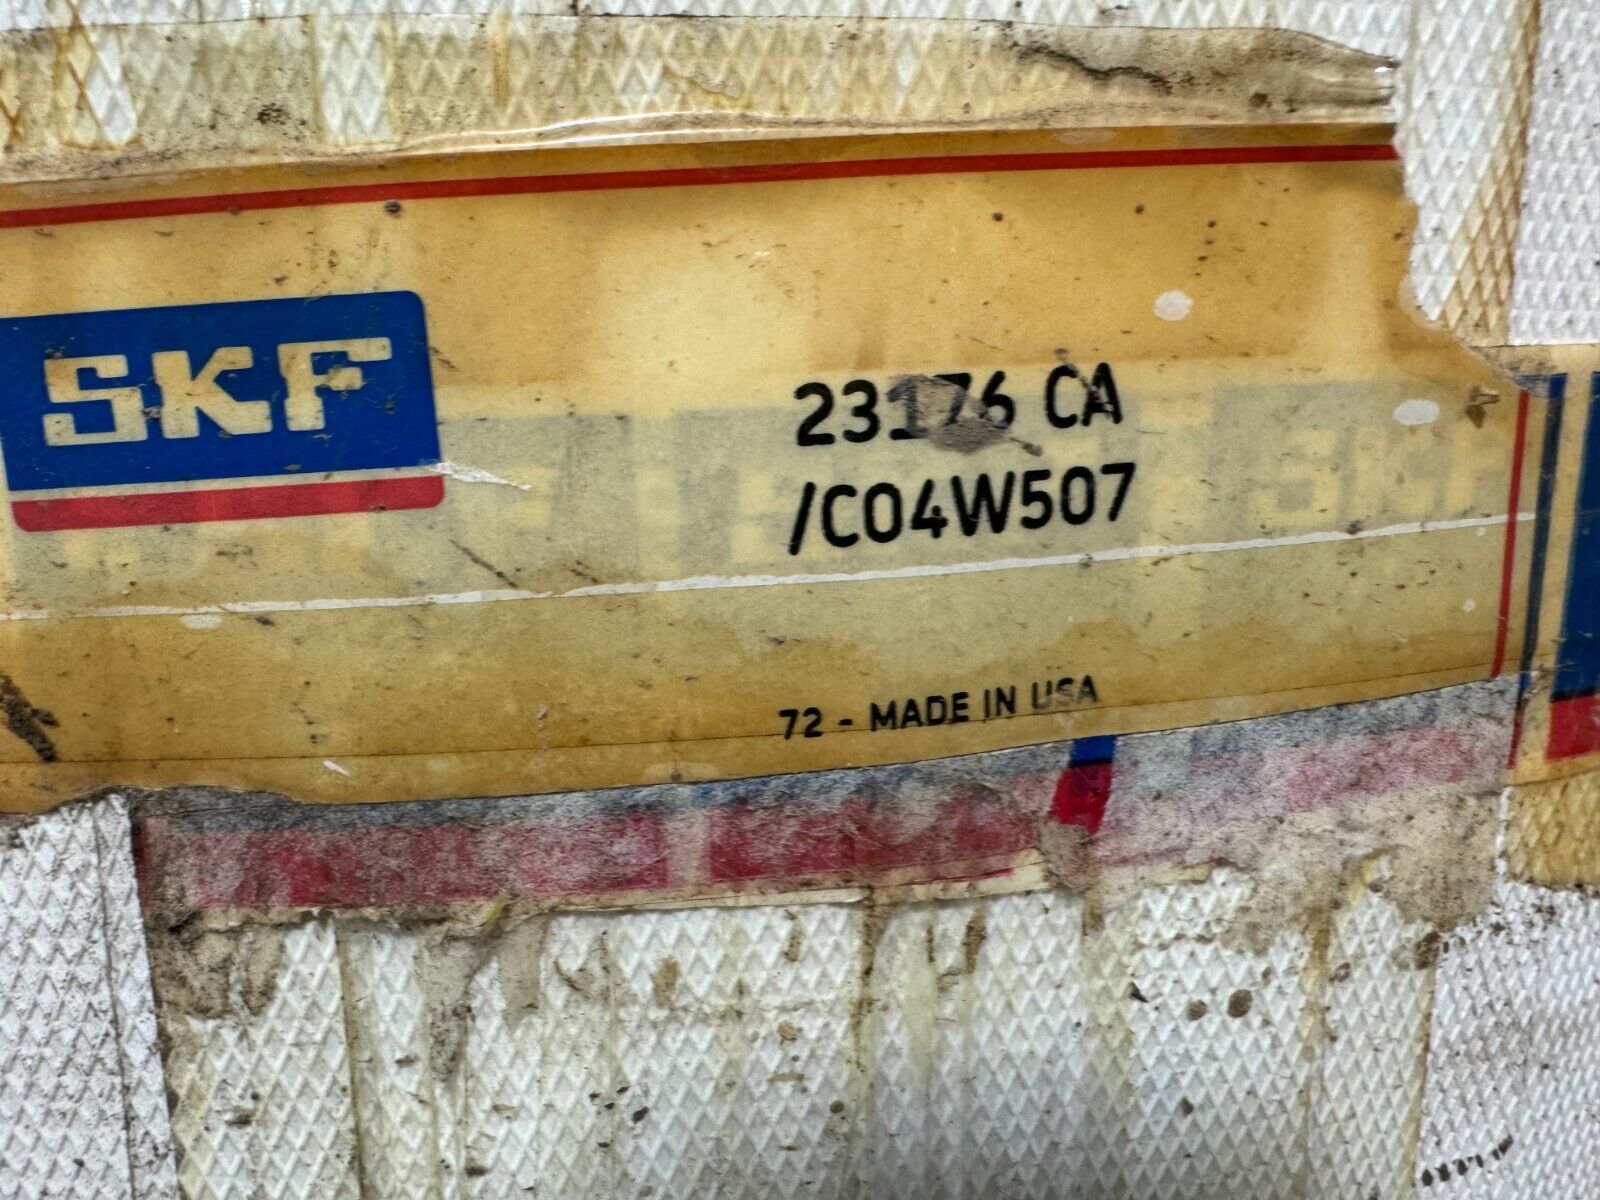 SKF
23176 CA
/C04W507
72 - MADE IN USA